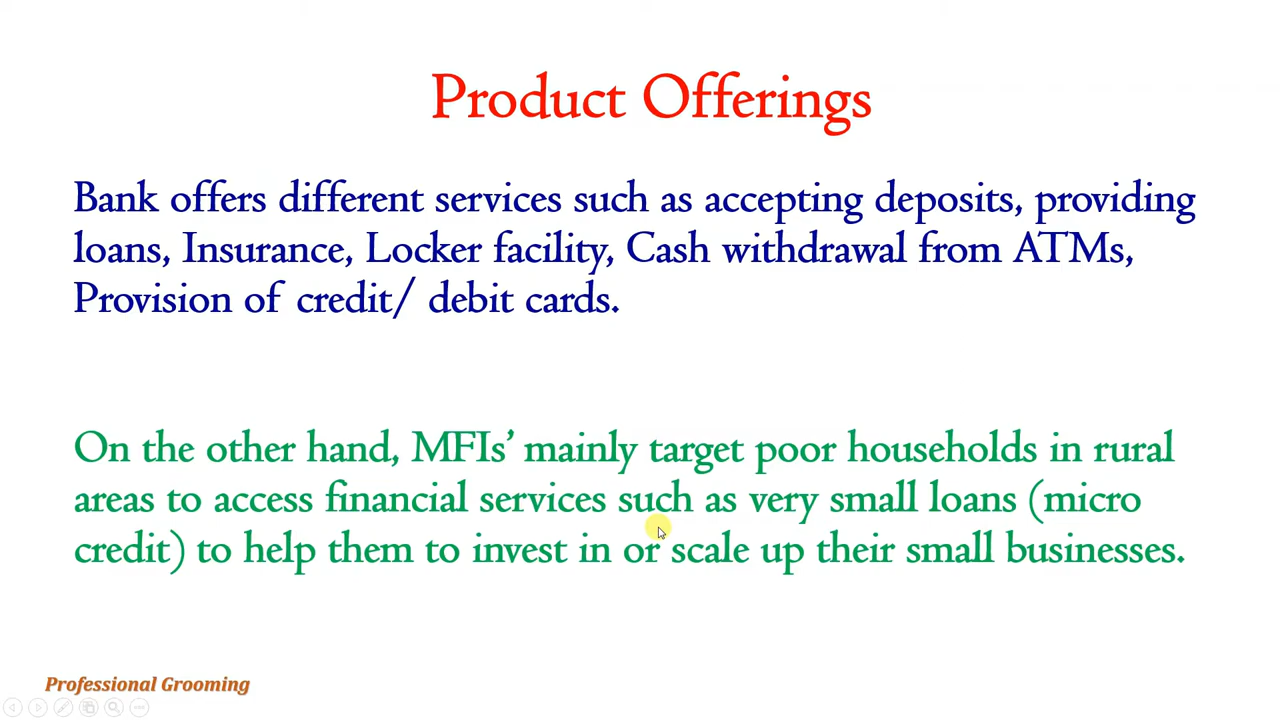 Product Offerings
Bank offers different services such as accepting deposits, providing
loans, Insurance, Locker facility, Cash withdrawal from ATMs,
Provision of credit/ debit cards.
On the other hand, MFIs’ mainly target poor households in rural
areas to access financial services such as very small loans (micro
credit) to help them to invest in or scale up their small businesses.
Professional Grooming